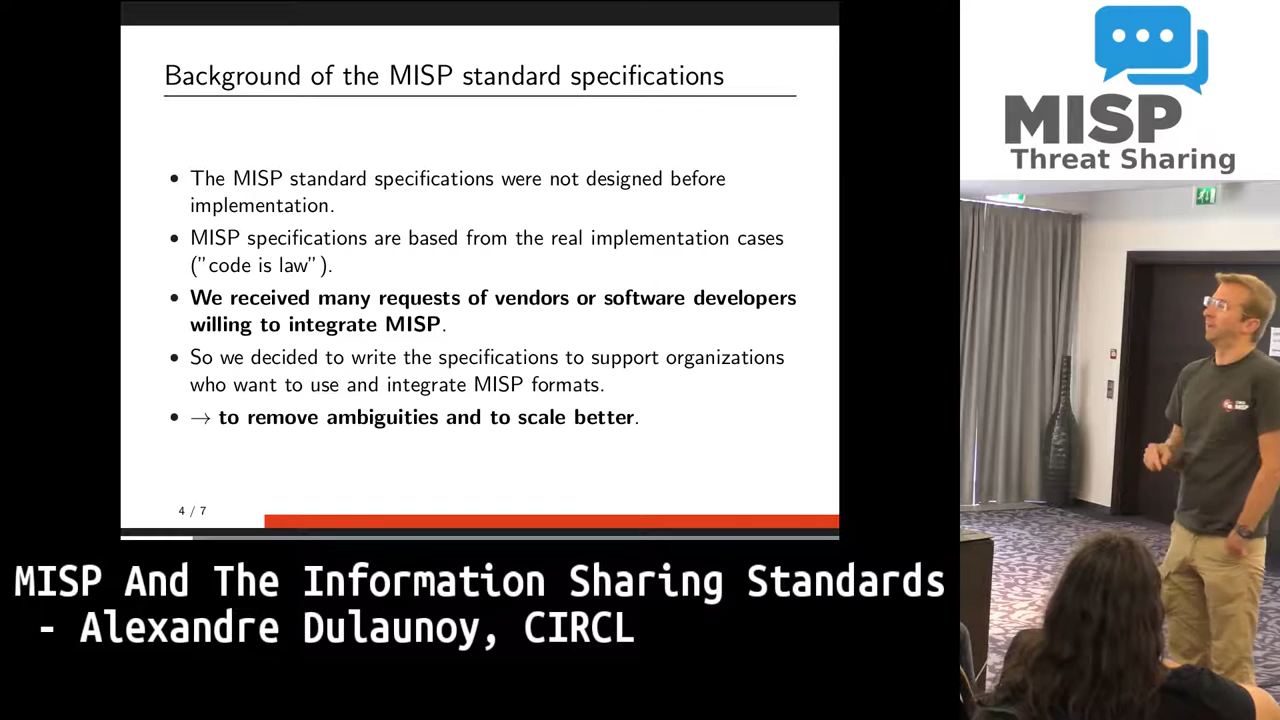 Background of the MISP standard specifications
• The MISP standard specifications were not designed before
implementation.
• MISP specifications are based from the real implementation cases
("code is law").
• We received many requests of vendors or software developers
willing to integrate MISP.
• So we decided to write the specifications to support organizations
who want to use and integrate MISP formats.
• → to remove ambiguities and to scale better.
4 / 7
MISP
Threat Sharing
MISP And The Information Sharing Standards
- Alexandre Dulaunoy, CIRCL